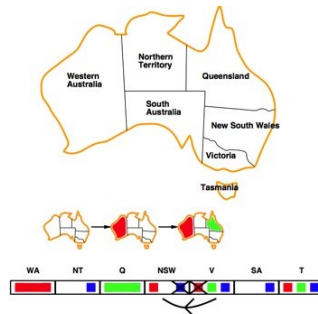 Northern
Territory
Western
Australia
Queensland
South
Australia
New South Wales
Victoria
Tasmania
WA NT Q NSW V SA T